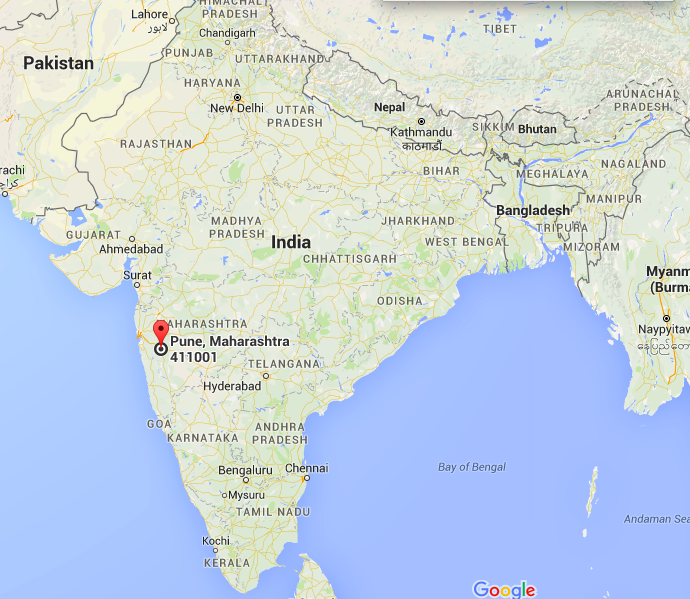 HIMACHAL
PRADESH
Lahore
لاہور
TIBET
Chandigarh
PUNJAB
UTTARAKHAND
Pakistan
HARYANA
New Delhi
UTTAR
PRADESH
Nepal
Kathmandu
काठमाडौँ
SIKKIM
Bhutan
ARUNACHAL
PRADESH
RAJASTHAN
BIHAR
MEGHALAYA
NAGALAND
MANIPUR
rachi
Bangladesh
TRIPURA
MIZORAM
GUJARAT
Ahmedabad
MADHYA
PRADESH
India
JHARKHAND
WEST BENGAL
CHHATTISGARH
Surat
ODISHA
Myanm
(Burma
Naypyitaw
နေပြည်တော်
AHARASHTRA
Pune, Maharashtra
411001
TELANGANA
Hyderabad
GOA
KARNATAKA
ANDHRA
PRADESH
Bengaluru
Chennai
Mysuru
TAMIL NADU
Bay of Bengal
Andaman Sea
Kochi
KERALA
Google